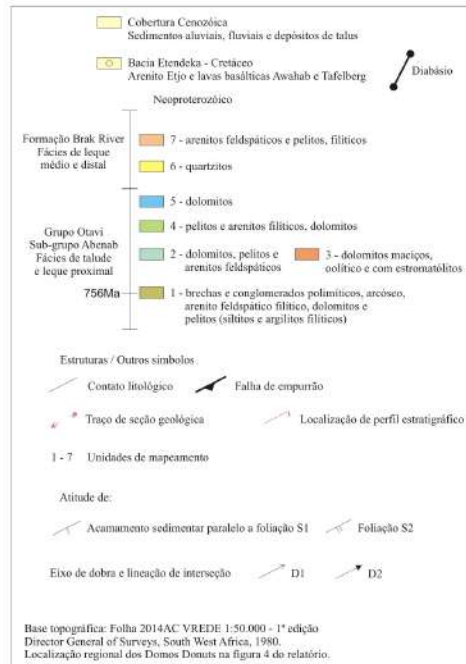 Cobertura Cenozóica
Sedimentos aluviais, fluviais e depósitos de talus
Bacia Etendeka - Cretáceo
Arenito Etjo e lavas basálticas Awahab e Tafelberg
Diabásio
Neoproterozóico
Formação Brak River
Fácies de leque
médio e distal
7 - arenitos feldspáticos e pelitos, filíticos
6 - quartzitos
Grupo Otavi
Sub-grupo Abenab
Fácies de talude
e leque proximal
756Ma
5 - dolomitos
4 - pelitos e arenitos filíticos, dolomitos
2 - dolomitos, pelitos e
arenitos feldspáticos
3 - dolomitos maciços,
oolítico e com estromatólitos
1 - brechas e conglomerados polimíticos, arcóseo,
arenito feldspático filítico, dolomitos e
pelitos (siltitos e argilitos filíticos)
Estruturas / Outros símbolos
Contato litológico
Falha de empurrão
Traço de seção geológica
Localização de perfil estratigráfico
1 - 7 Unidades de mapeamento
Atitude de:
Acamamento sedimentar paralelo a foliação S1
Foliação S2
Eixo de dobra e lineação de interseção
D1
D2
Base topográfica: Folha 2014AC VREDE 1:50.000 - 1ª edição
Director General of Surveys, South West Africa, 1980.
Localização regional dos Domos Donuts na figura 4 do relatório.